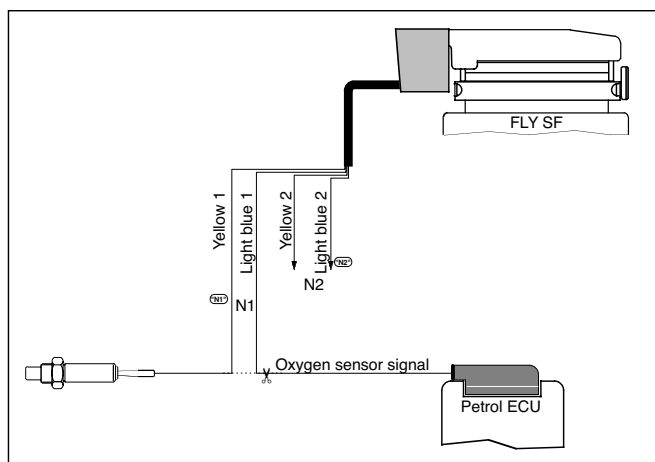 FLY SF
Yellow 1
Light blue 1
Yellow 2
Light blue 2
"N2"
N2
"N1"
N1
Oxygen sensor signal
Petrol ECU